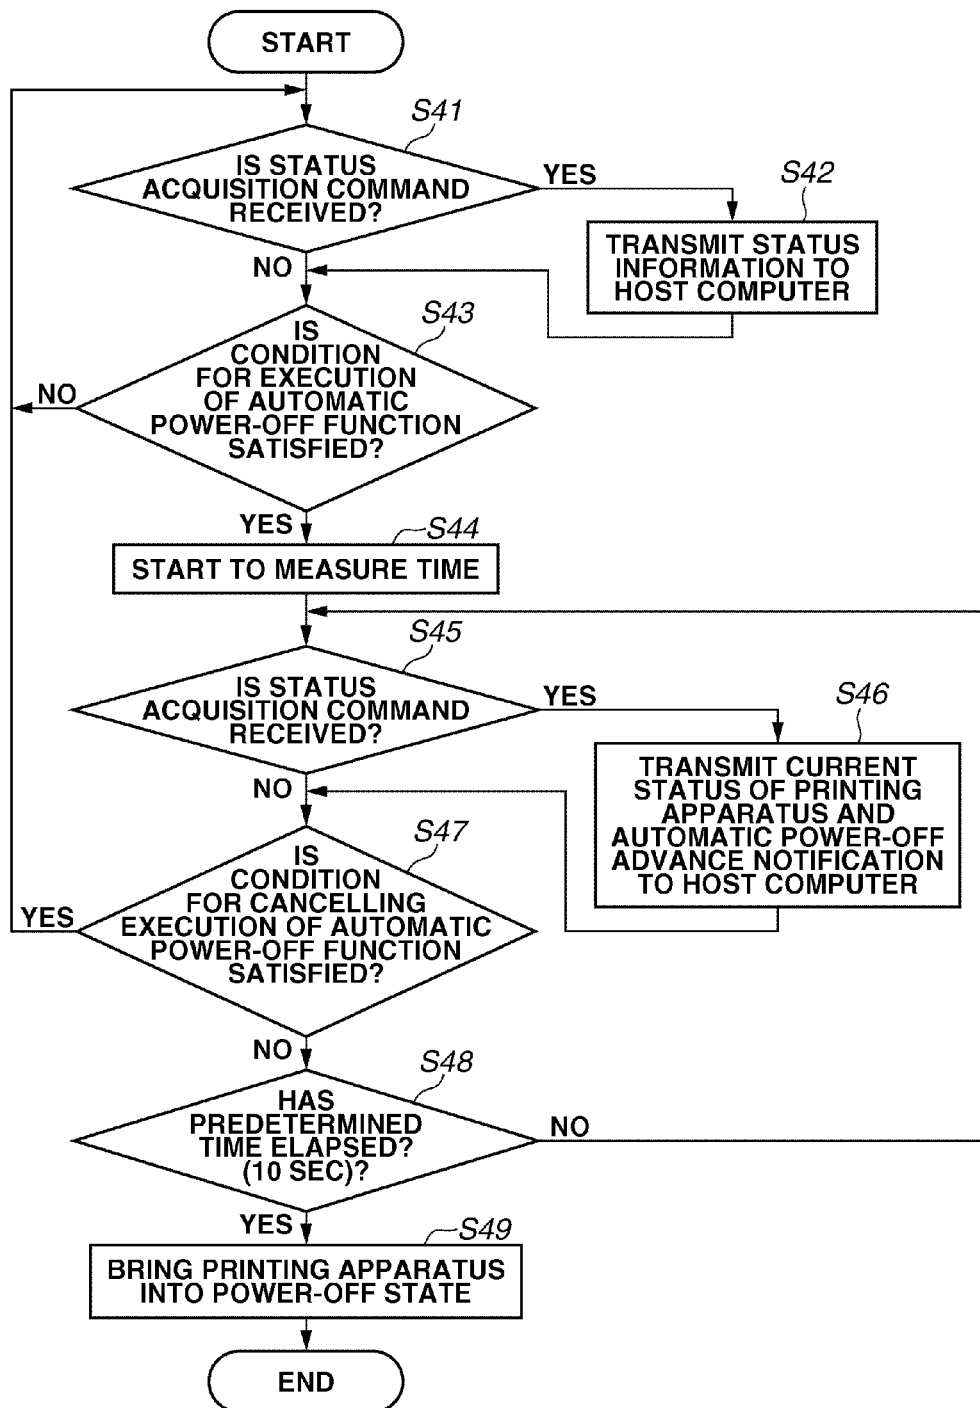 START
S41
IS STATUS
ACQUISITION COMMAND
RECEIVED?
YES
S42
TRANSMIT STATUS
INFORMATION TO
HOST COMPUTER
NO
S43
IS
CONDITION
FOR EXECUTION
OF AUTOMATIC
POWER-OFF FUNCTION
SATISFIED?
NO
YES
S44
START TO MEASURE TIME
S45
IS STATUS
ACQUISITION COMMAND
RECEIVED?
YES
S46
TRANSMIT CURRENT
STATUS OF PRINTING
APPARATUS AND
AUTOMATIC POWER-OFF
ADVANCE NOTIFICATION
TO HOST COMPUTER
NO
S47
IS
CONDITION
FOR CANCELLING
EXECUTION OF AUTOMATIC
POWER-OFF FUNCTION
SATISFIED?
YES
NO
S48
HAS
PREDETERMINED
TIME ELAPSED?
(10 SEC)?
NO
YES
S49
BRING PRINTING APPARATUS
INTO POWER-OFF STATE
END